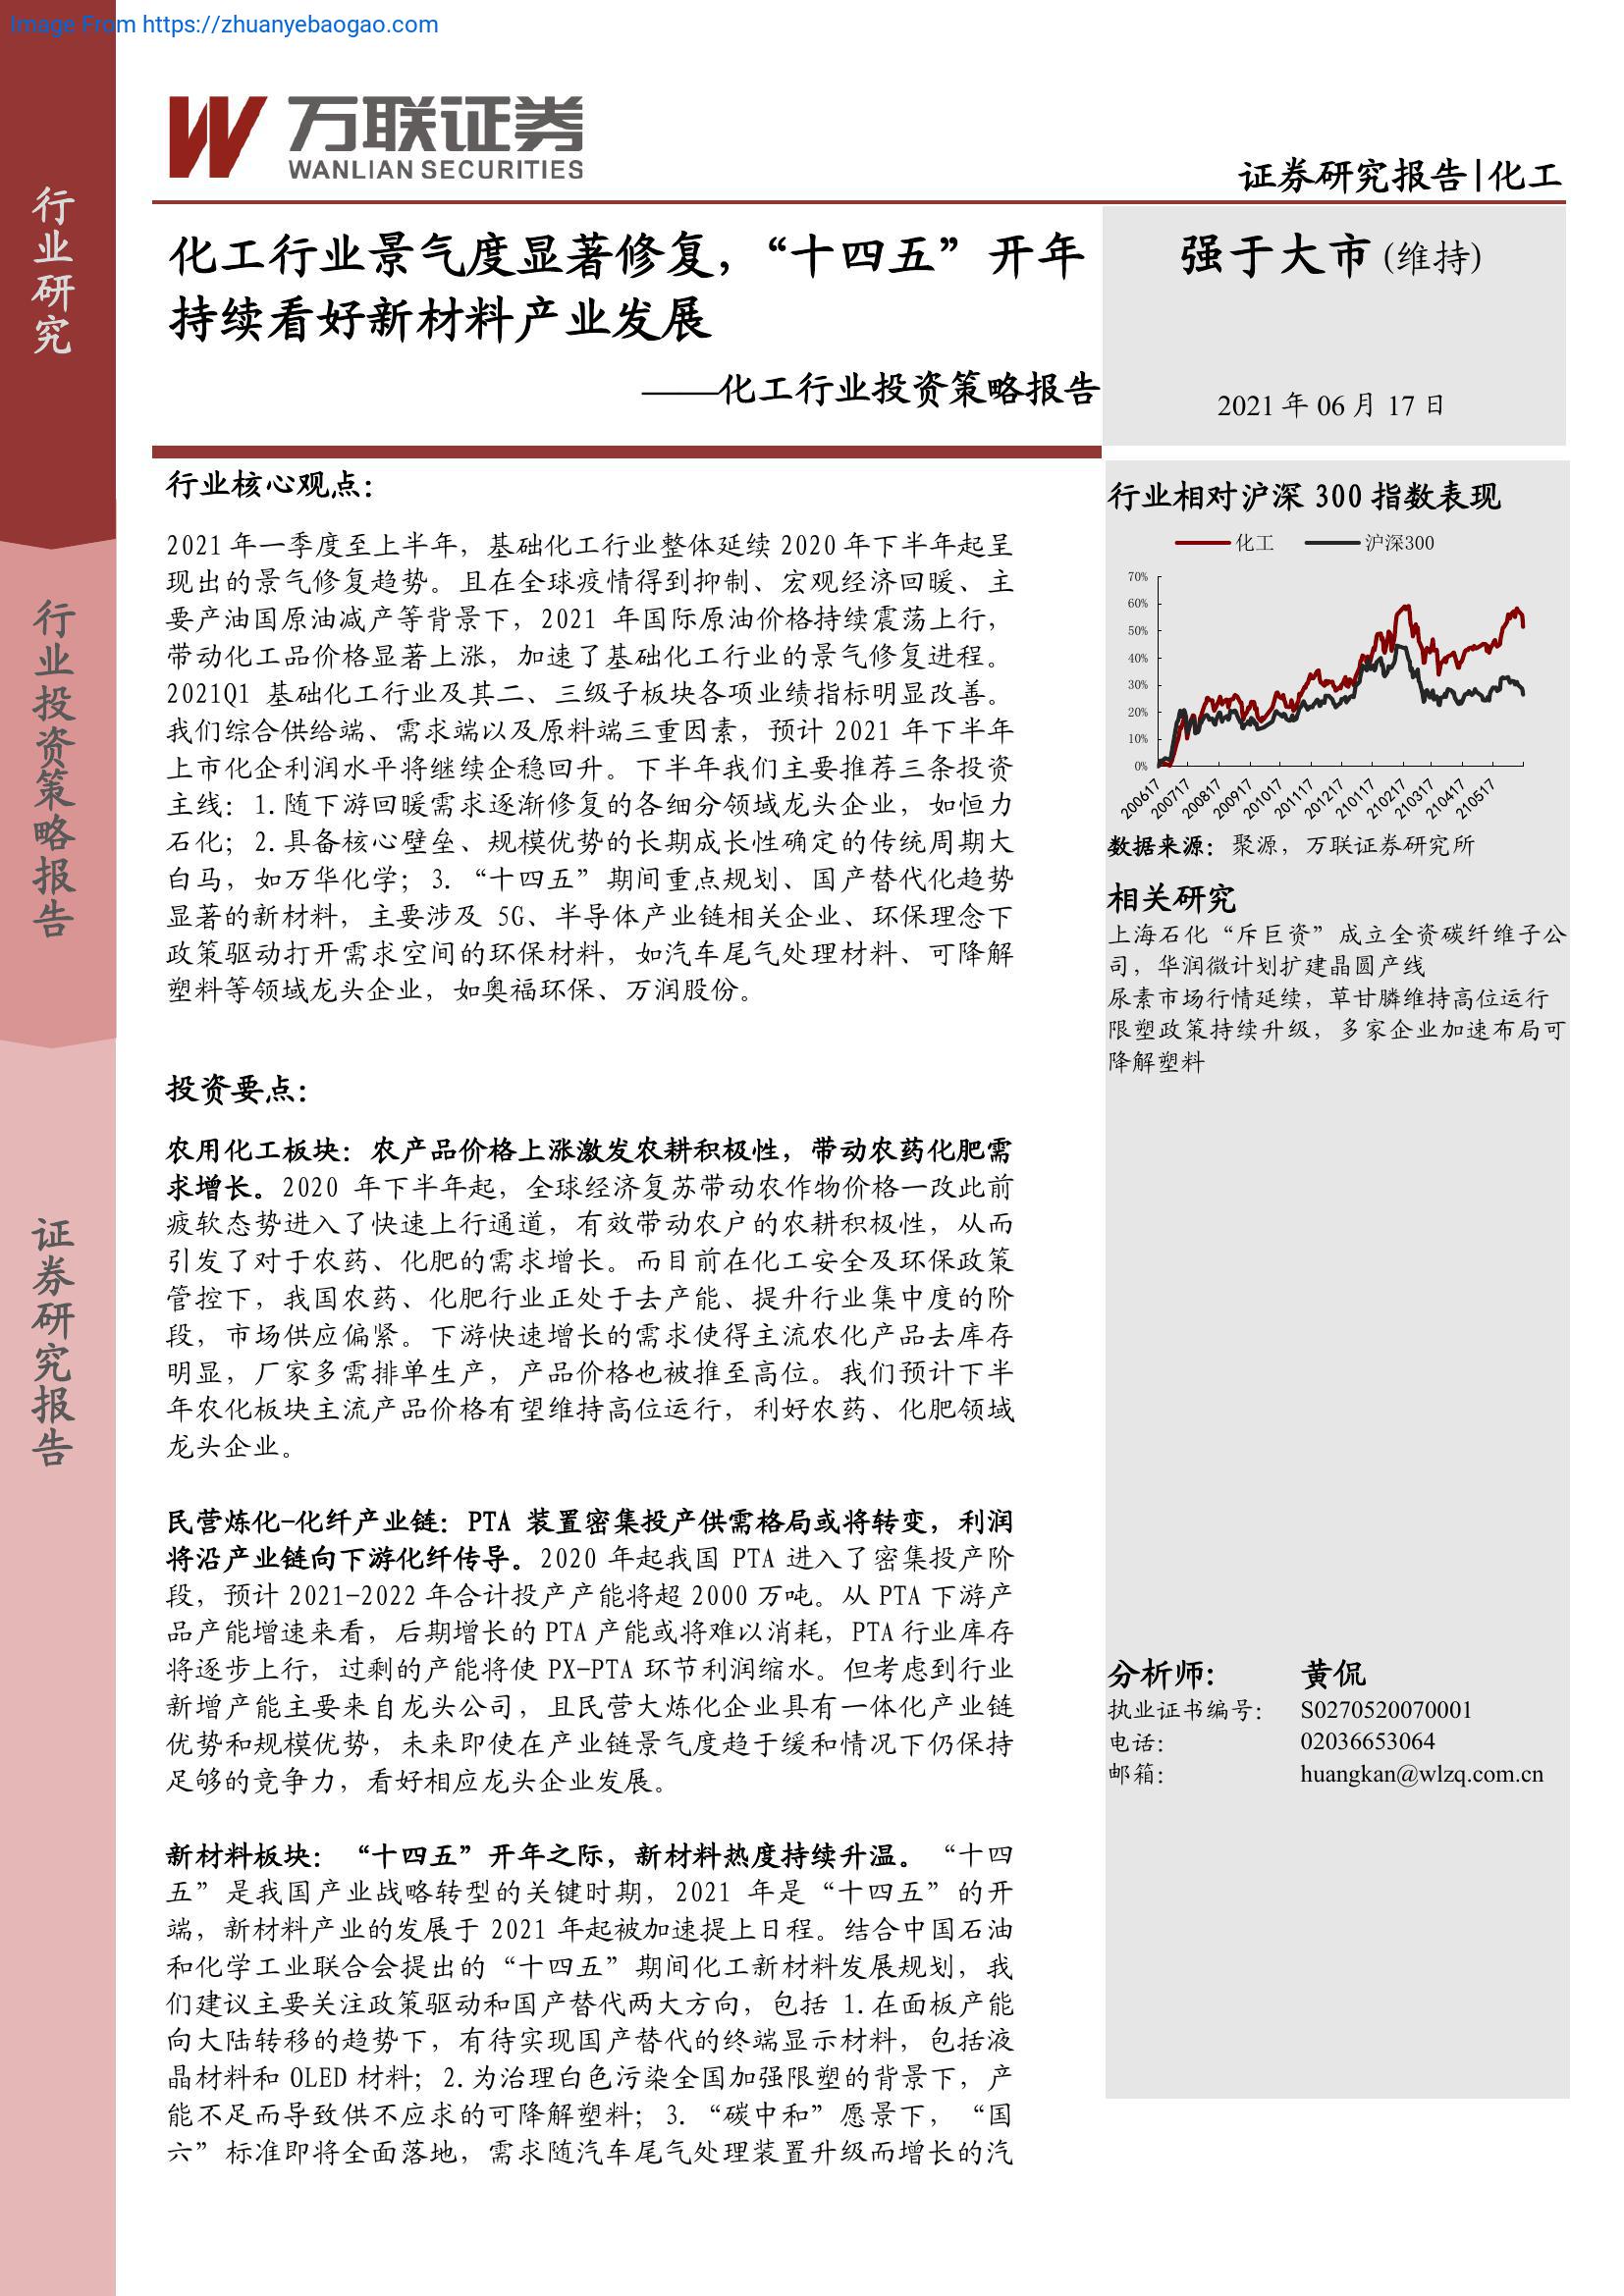 Image From https://zhuanyebaogao.com
万联证券
WANLIAN SECURITIES
证券研究报告|化工
行业研究
行业投资策略报告
证券研究报告
化工行业景气度显著修复，“十四五”开年
持续看好新材料产业发展
——化工行业投资策略报告
强于大市(维持)
2021 年 06 月 17 日
行业核心观点：
2021 年一季度至上半年，基础化工行业整体延续 2020 年下半年起呈
现出的景气修复趋势。且在全球疫情得到抑制、宏观经济回暖、主
要产油国原油减产等背景下，2021 年国际原油价格持续震荡上行，
带动化工品价格显著上涨，加速了基础化工行业的景气修复进程。
2021Q1 基础化工行业及其二、三级子板块各项业绩指标明显改善。
我们综合供给端、需求端以及原料端三重因素，预计 2021 年下半年
上市化企利润水平将继续企稳回升。下半年我们主要推荐三条投资
主线：1.随下游回暖需求逐渐修复的各细分领域龙头企业，如恒力
石化；2.具备核心壁垒、规模优势的长期成长性确定的传统周期大
白马，如万华化学；3.“十四五”期间重点规划、国产替代化趋势
显著的新材料，主要涉及 5G、半导体产业链相关企业、环保理念下
政策驱动打开需求空间的环保材料，如汽车尾气处理材料、可降解
塑料等领域龙头企业，如奥福环保、万润股份。
投资要点：
农用化工板块：农产品价格上涨激发农耕积极性，带动农药化肥需
求增长。2020 年下半年起，全球经济复苏带动农作物价格一改此前
疲软态势进入了快速上行通道，有效带动农户的农耕积极性，从而
引发了对于农药、化肥的需求增长。而目前在化工安全及环保政策
管控下，我国农药、化肥行业正处于去产能、提升行业集中度的阶
段，市场供应偏紧。下游快速增长的需求使得主流农化产品去库存
明显，厂家多需排单生产，产品价格也被推至高位。我们预计下半
年农化板块主流产品价格有望维持高位运行，利好农药、化肥领域
龙头企业。
民营炼化-化纤产业链：PTA 装置密集投产供需格局或将转变，利润
将沿产业链向下游化纤传导。2020 年起我国 PTA 进入了密集投产阶
段，预计 2021-2022 年合计投产产能将超 2000 万吨。从 PTA 下游产
品产能增速来看，后期增长的 PTA 产能或将难以消耗，PTA 行业库存
将逐步上行，过剩的产能将使 PX-PTA 环节利润缩水。但考虑到行业
新增产能主要来自龙头公司，且民营大炼化企业具有一体化产业链
优势和规模优势，未来即使在产业链景气度趋于缓和情况下仍保持
足够的竞争力，看好相应龙头企业发展。
新材料板块：“十四五”开年之际，新材料热度持续升温。“十四
五”是我国产业战略转型的关键时期，2021 年是“十四五”的开
端，新材料产业的发展于 2021 年起被加速提上日程。结合中国石油
和化学工业联合会提出的“十四五”期间化工新材料发展规划，我
们建议主要关注政策驱动和国产替代两大方向，包括 1.在面板产能
向大陆转移的趋势下，有待实现国产替代的终端显示材料，包括液
晶材料和 OLED 材料；2.为治理白色污染全国加强限塑的背景下，产
能不足而导致供不应求的可降解塑料；3.“碳中和”愿景下，“国
六”标准即将全面落地，需求随汽车尾气处理装置升级而增长的汽
行业相对沪深 300 指数表现
化工 沪深300
70%
60%
50%
40%
30%
20%
10%
0%
200617 200717 200817 200917 201017 201117 201217 210117 210217 210317 210417 210517
数据来源：聚源，万联证券研究所
相关研究
上海石化“斥巨资”成立全资碳纤维子公
司，华润微计划扩建晶圆产线
尿素市场行情延续，草甘膦维持高位运行
限塑政策持续升级，多家企业加速布局可
降解塑料
分析师： 黄侃
执业证书编号： S0270520070001
电话： 02036653064
邮箱： huangkan@wlzq.com.cn